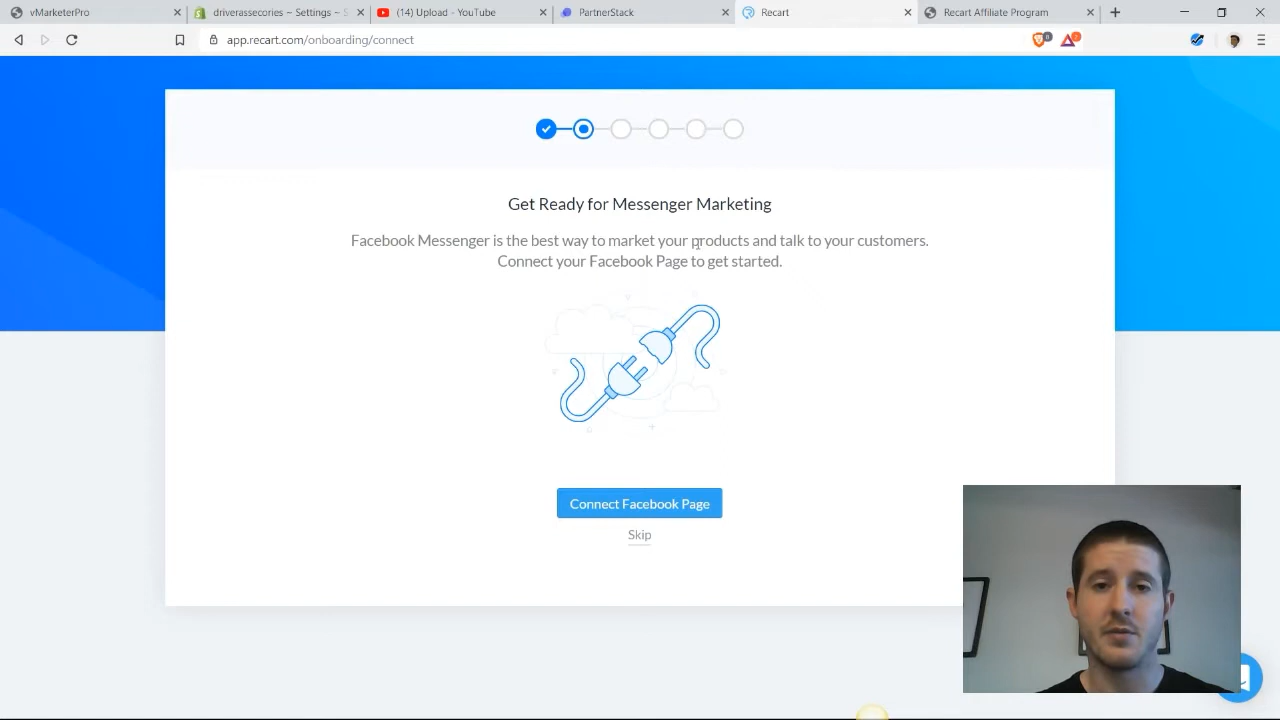 vMarketerPro
driverassecories ~ Settings ~ S
(14) Upload - YouTube
PartnerStack
Recart
Recart Affiliate Program
app.recart.com/onboarding/connect
Get Ready for Messenger Marketing
Facebook Messenger is the best way to market your products and talk to your customers.
Connect your Facebook Page to get started.
Connect Facebook Page
Skip